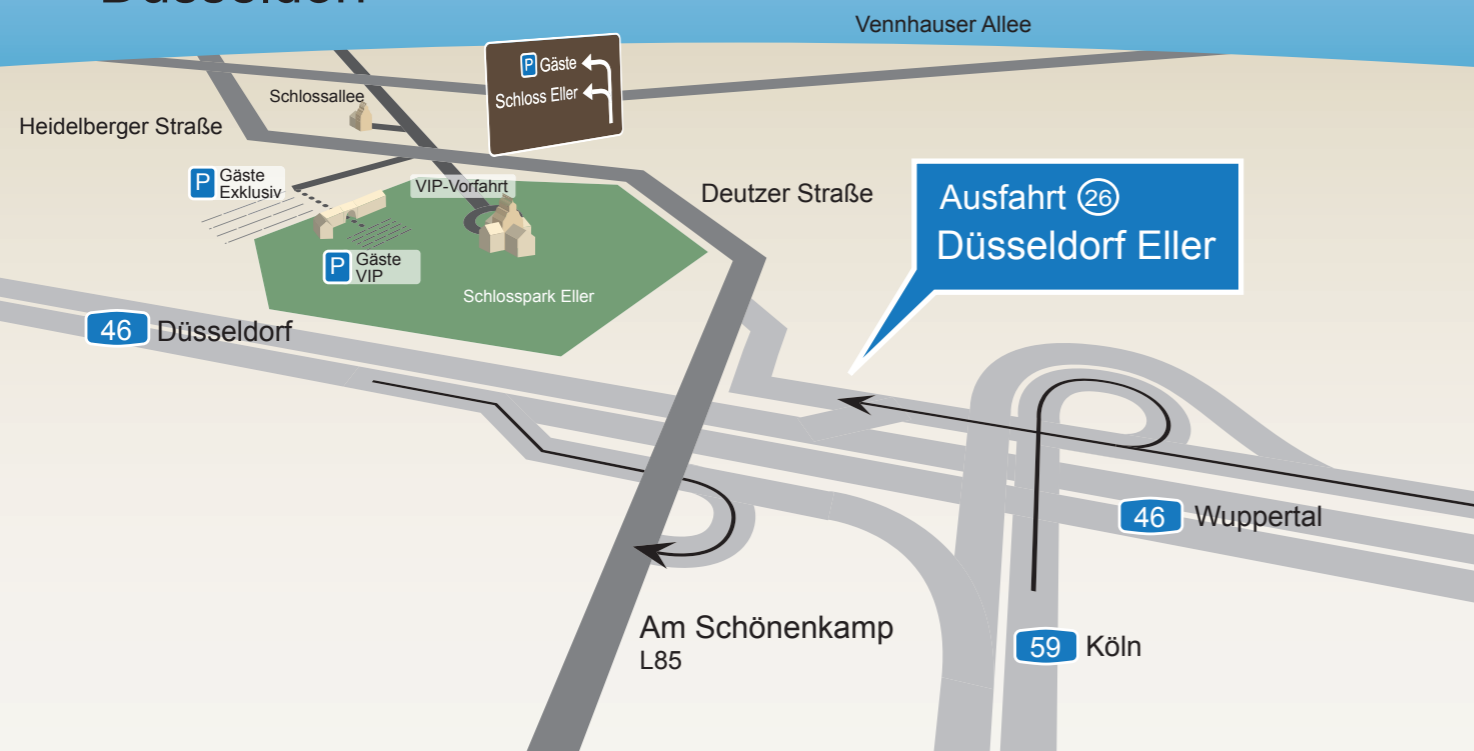 Düsseldorf
Vennhauser Allee
P Gäste
Schloss Eller
Schlossallee
Heidelberger Straße
P Gäste
Exklusiv
VIP-Vorfahrt
Deutzer Straße
Ausfahrt 26
Düsseldorf Eller
P Gäste
VIP
Schlosspark Eller
46 Düsseldorf
46 Wuppertal
Am Schönenkamp
L85
59 Köln